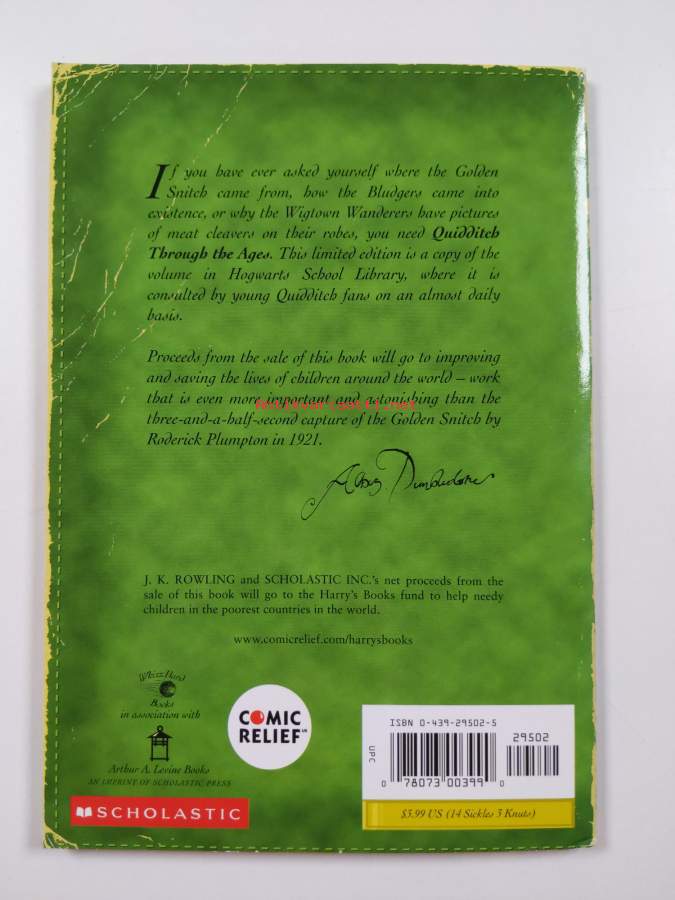 If you have ever asked yourself where the Golden
Snitch came from, how the Bludgers came into
existence, or why the Wigtown Wanderers have pictures
of meat cleavers on their robes, you need Quidditch
Through the Ages. This limited edition is a copy of the
volume in Hogwarts School Library, where it is
consulted by young Quidditch fans on an almost daily
basis.
Proceeds from the sale of this book will go to improving
and saving the lives of children around the world – work
that is even more important and astonishing than the
Antikvariaatti.net
three-and-a-half-second capture of the Golden Snitch by
Roderick Plumpton in 1921.
Albus Dumbledore
J. K. ROWLING and SCHOLASTIC INC.'s net proceeds from the
sale of this book will go to the Harry's Books fund to help needy
children in the poorest countries in the world.
www.comicrelief.com/harrysbooks
Whizz Hard
Books
in association with
Arthur A. Levine Books
AN IMPRINT OF SCHOLASTIC PRESS
SCHOLASTIC
COMIC
RELIEF UK
ISBN 0-439-29502-5
29502
UPC
0 78073 00399 0
$3.99 US (14 Sickles 3 Knuts)